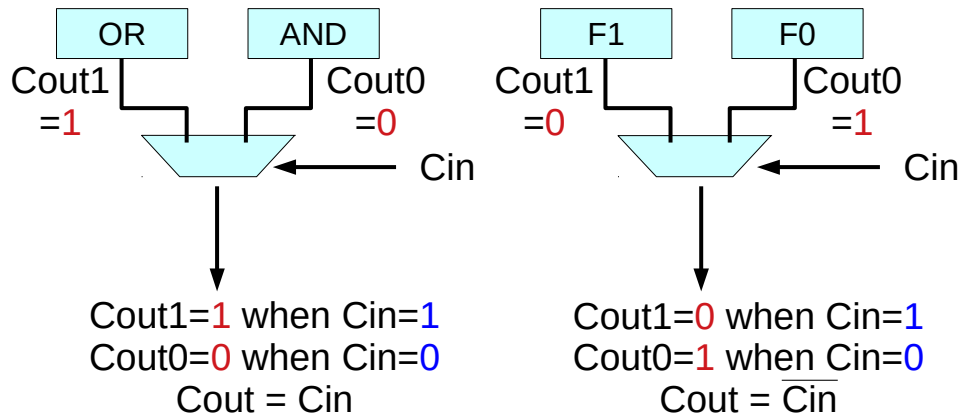 OR AND
Cout1 Cout0
=1 =0
Cin
Cout1=1 when Cin=1
Cout0=0 when Cin=0
Cout = Cin
F1 F0
Cout1 Cout0
=0 =1
Cin
Cout1=0 when Cin=1
Cout0=1 when Cin=0
Cout = C̅i̅n̅